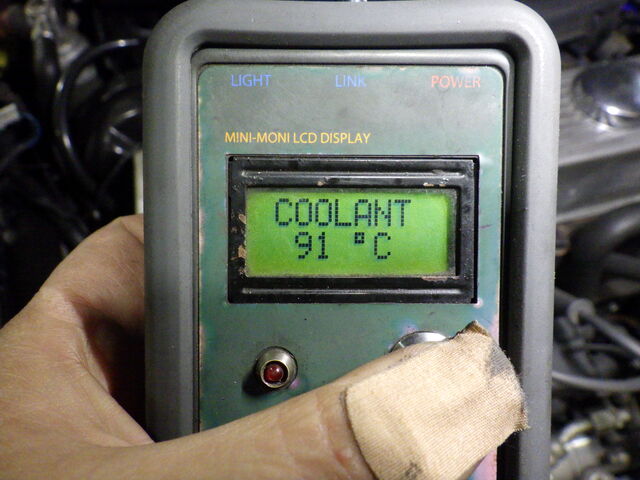 LIGHT LINK POWER
MINI-MONI LCD DISPLAY
COOLANT
91 °C